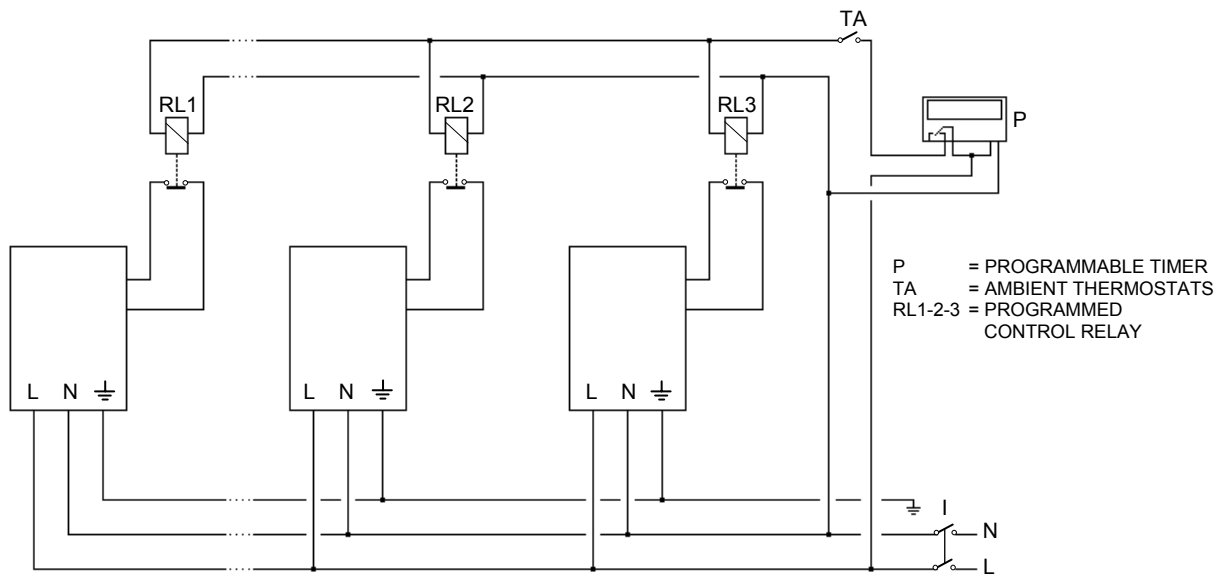 TA
RL1 RL2 RL3
P
P = PROGRAMMABLE TIMER
TA = AMBIENT THERMOSTATS
RL1-2-3 = PROGRAMMED
CONTROL RELAY
L N L N L N
I
N
L